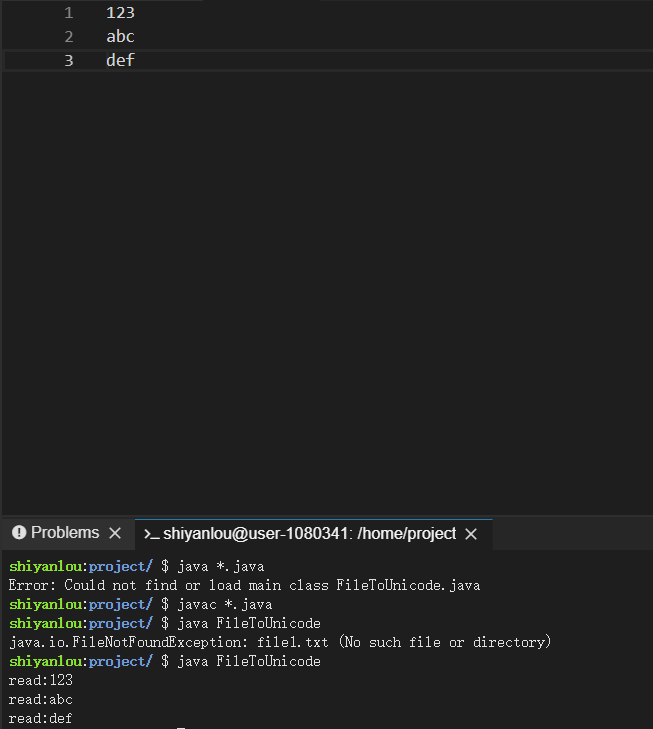 1 123
2 abc
3 def
Problems
shiyanlou@user-1080341: /home/project
shiyanlou:project/ $ java *.java
Error: Could not find or load main class FileToUnicode.java
shiyanlou:project/ $ javac *.java
shiyanlou:project/ $ java FileToUnicode
java.io.FileNotFoundException: file1.txt (No such file or directory)
shiyanlou:project/ $ java FileToUnicode
read:123
read:abc
read:def